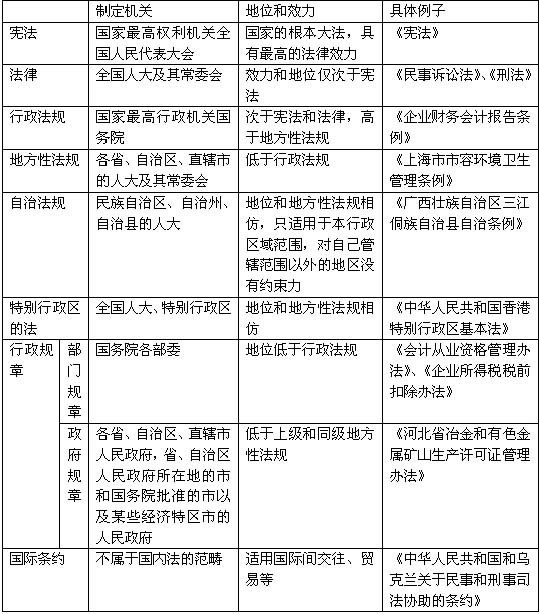 制定机关 地位和效力 具体例子
宪法 国家最高权利机关全 国家的根本大法，具 《宪法》
国人民代表大会 有最高的法律效力
法律 全国人大及其常委会 效力和地位仅次于宪 《民事诉讼法》、《刑法》
法
行政法规 国家最高行政机关国 次于宪法和法律，高 《企业财务会计报告条
务院 于地方性法规 例》
地方性法规 各省、自治区、直辖市 低于行政法规 《上海市市容环境卫生
的人大及其常委会 管理条例》
自治法规 民族自治区、自治州、 地位和地方性法规相 《广西壮族自治区三江
自治县的人大 仿，只适用于本行政 侗族自治县自治条例》
区域范围，对自己管
辖范围以外的地区没
有约束力
特别行政区 全国人大、特别行政区 地位和地方性法规相 《中华人民共和国香港
的法 仿 特别行政区基本法》
行政规 部 国务院各部委 地位低于行政法规 《会计从业资格管理办
章 门 法》、《企业所得税税前
规 扣除办法》
章
政 各省、自治区、直辖市 低于上级和同级地方 《河北省冶金和有色金
府 人民政府，省、自治区 性法规 属矿山生产许可证管理
规 人民政府所在地的市 办法》
章 和国务院批准的市以
及某些经济特区市的
人民政府
国际条约 不属于国内法的范畴 适用国际间交往、贸 《中华人民共和国和乌
易等 克兰关于民事和刑事司
法协助的条约》